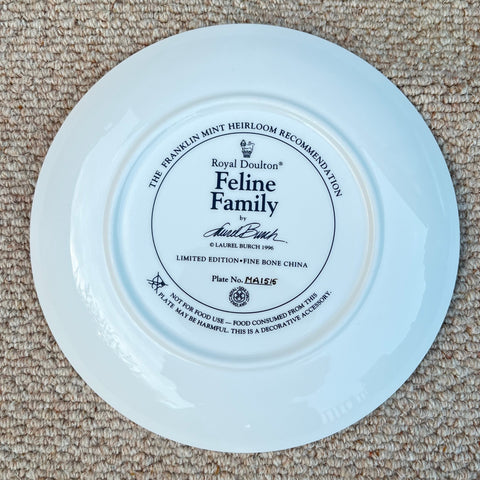 THE FRANKLIN MINT HEIRLOOM RECOMMENDATION
Royal Doulton®
Feline
Family
by
Laurel Burch
© LAUREL BURCH 1996
LIMITED EDITION • FINE BONE CHINA
Plate No. MA1516
NOT FOR FOOD USE — FOOD CONSUMED FROM THIS
PLATE MAY BE HARMFUL. THIS IS A DECORATIVE ACCESSORY.